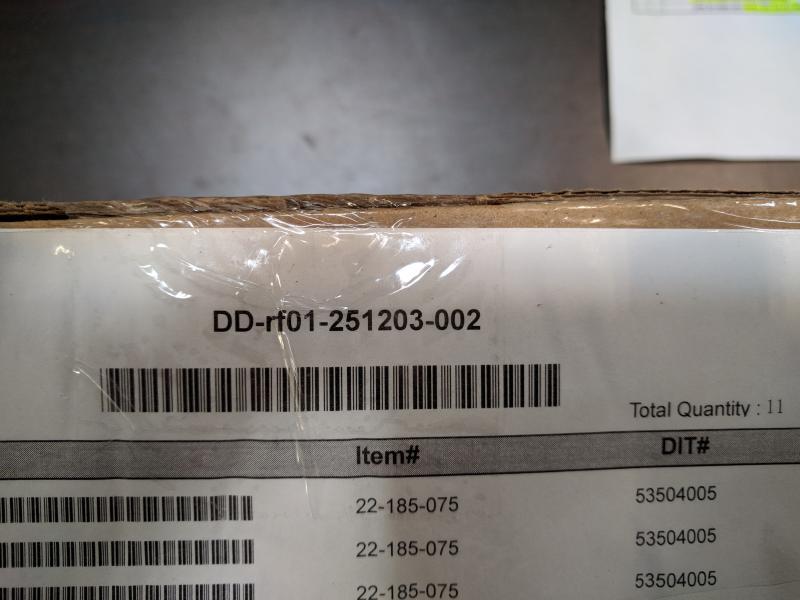 DD-rf01-251203-002
Total Quantity : 11
Item# DIT#
22-185-075 53504005
22-185-075 53504005
22-185-075 53504005